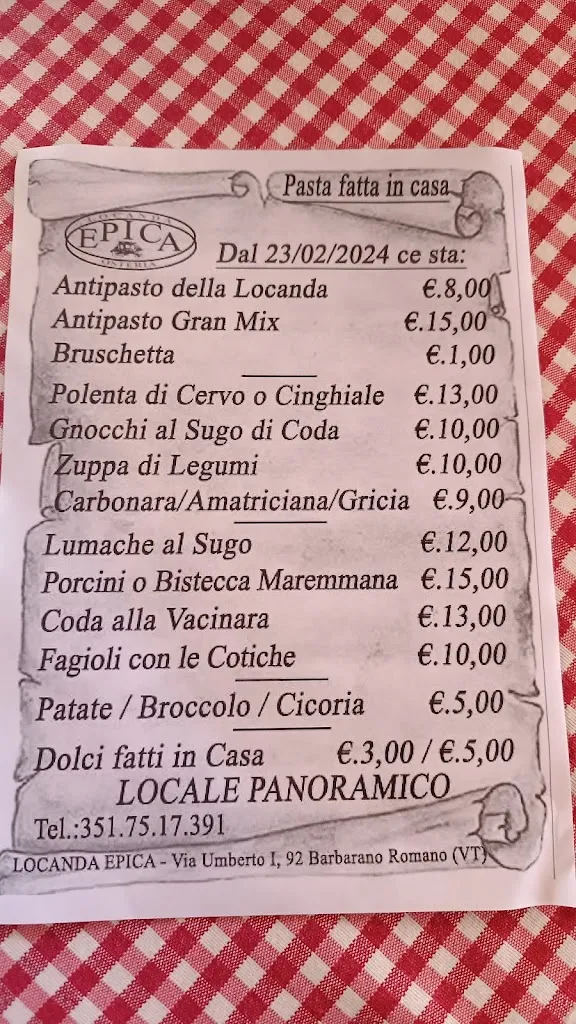 Pasta fatta in casa
LOCANDA
EPICA
OSTERIA
Dal 23/02/2024 ce sta:
Antipasto della Locanda €.8,00
Antipasto Gran Mix €.15,00
Bruschetta €.1,00
Polenta di Cervo o Cinghiale €.13,00
Gnocchi al Sugo di Coda €.10,00
Zuppa di Legumi €.10,00
Carbonara/Amatriciana/Gricia €.9,00
Lumache al Sugo €.12,00
Porcini o Bistecca Maremmana €.15,00
Coda alla Vacinara €.13,00
Fagioli con le Cotiche €.10,00
Patate / Broccolo / Cicoria €.5,00
Dolci fatti in Casa €.3,00 / €.5,00
LOCALE PANORAMICO
Tel.:351.75.17.391
LOCANDA EPICA - Via Umberto I, 92 Barbarano Romano (VT)